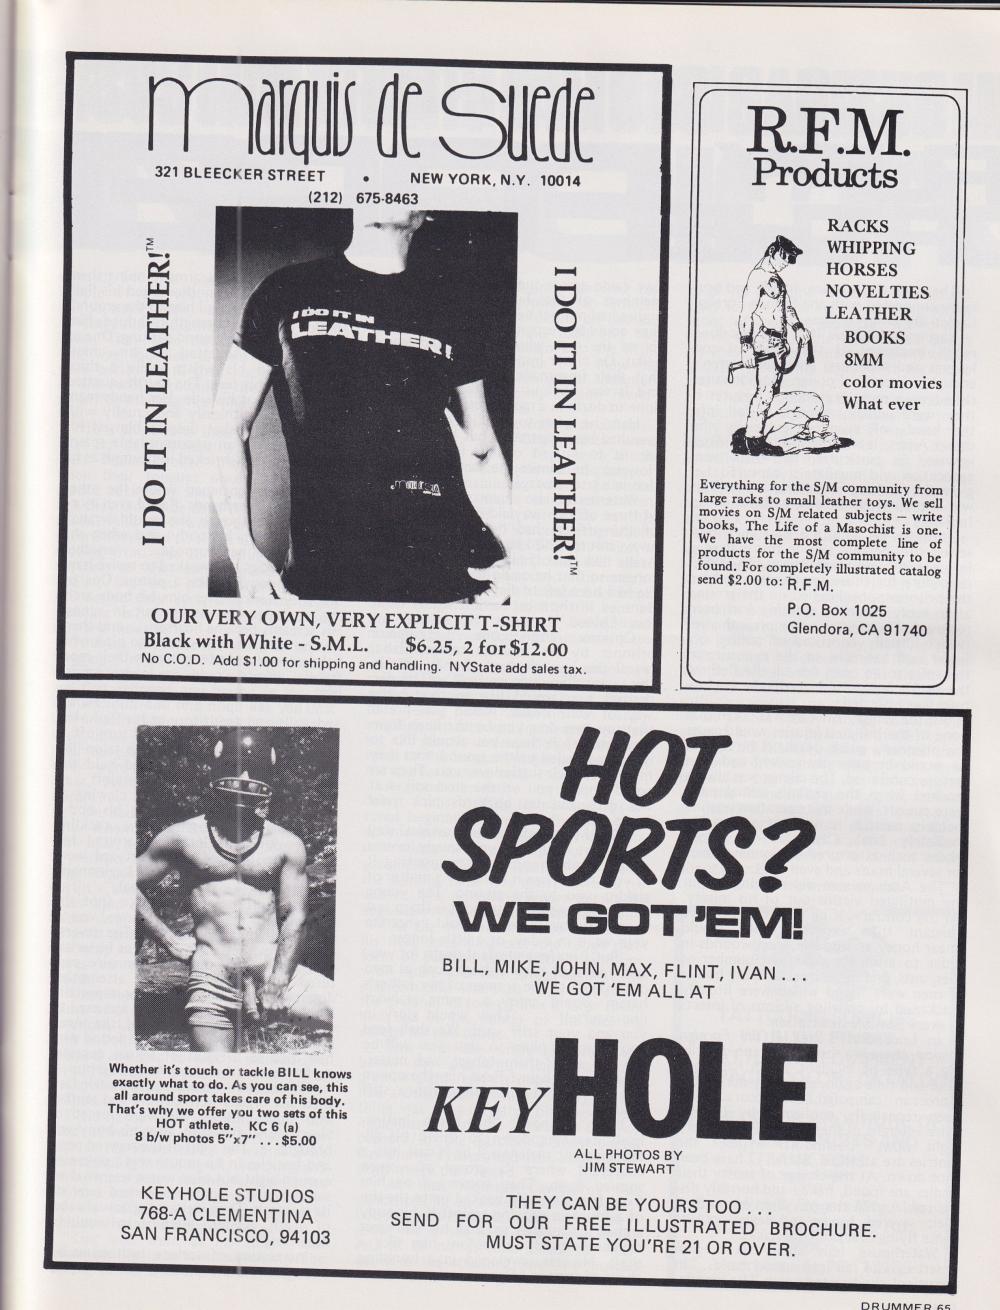 Marquis de Suede
321 BLEECKER STREET • NEW YORK, N.Y. 10014
(212) 675-8463
I DO IT IN LEATHER!™
I DO IT IN
LEATHER!
I DO IT IN LEATHER!™
OUR VERY OWN, VERY EXPLICIT T-SHIRT
Black with White - S.M.L. $6.25, 2 for $12.00
No C.O.D. Add $1.00 for shipping and handling. NYState add sales tax.
R.F.M.
Products
RACKS
WHIPPING
HORSES
NOVELTIES
LEATHER
BOOKS
8MM
color movies
What ever
Everything for the S/M community from
large racks to small leather toys. We sell
movies on S/M related subjects — write
books, The Life of a Masochist is one.
We have the most complete line of
products for the S/M community to be
found. For completely illustrated catalog
send $2.00 to: R.F.M.
P.O. Box 1025
Glendora, CA 91740
Whether it's touch or tackle BILL knows
exactly what to do. As you can see, this
all around sport takes care of his body.
That's why we offer you two sets of this
HOT athlete. KC 6 (a)
8 b/w photos 5"x7" . . . $5.00
KEYHOLE STUDIOS
768-A CLEMENTINA
SAN FRANCISCO, 94103
HOT
SPORTS?
WE GOT 'EM!
BILL, MIKE, JOHN, MAX, FLINT, IVAN . . .
WE GOT 'EM ALL AT
KEYHOLE
ALL PHOTOS BY
JIM STEWART
THEY CAN BE YOURS TOO . . .
SEND FOR OUR FREE ILLUSTRATED BROCHURE.
MUST STATE YOU'RE 21 OR OVER.
DRUMMER 65